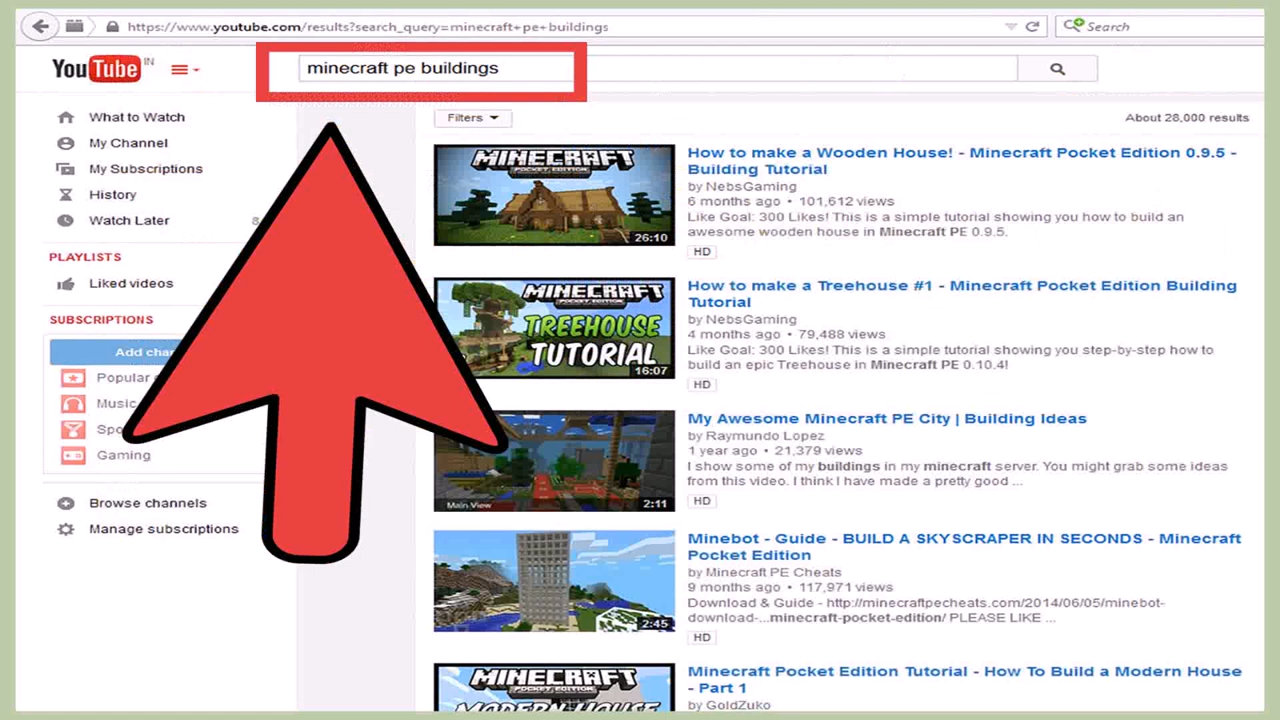 https://www.youtube.com/results?search_query=minecraft+pe+buildings
Search
YouTube IN
minecraft pe buildings
What to Watch
My Channel
My Subscriptions
History
Watch Later
PLAYLISTS
Liked videos
SUBSCRIPTIONS
Add
Popular
Music
Gaming
Browse channels
Manage subscriptions
Filters
About 28,000 results
MINECRAFT
POCKET EDITION
26:10
How to make a Wooden House! - Minecraft Pocket Edition 0.9.5 -
Building Tutorial
by NebsGaming
6 months ago • 101,612 views
Like Goal: 300 Likes! This is a simple tutorial showing you how to build an
awesome wooden house in Minecraft PE 0.9.5.
HD
MINECRAFT
POCKET EDITION
TREEHOUSE
TUTORIAL
16:07
How to make a Treehouse #1 - Minecraft Pocket Edition Building
Tutorial
by NebsGaming
4 months ago • 79,488 views
Like Goal: 300 Likes! This is a simple tutorial showing you step-by-step how to
build an epic Treehouse in Minecraft PE 0.10.4!
HD
Main View
2:11
My Awesome Minecraft PE City | Building Ideas
by Raymundo Lopez
1 year ago • 21,379 views
I show some of my buildings in my minecraft server. You might grab some ideas
from this video. I think I have made a pretty good ...
HD
2:45
Minebot - Guide - BUILD A SKYSCRAPER IN SECONDS - Minecraft
Pocket Edition
by Minecraft PE Cheats
9 months ago • 117,971 views
Download & Guide - http://minecraftpecheats.com/2014/06/05/minebot-
download-...minecraft-pocket-edition/ PLEASE LIKE ...
HD
MINECRAFT
POCKET EDITION
MODERN HOUSE
Minecraft Pocket Edition Tutorial - How To Build a Modern House
- Part 1
by GoldZuko